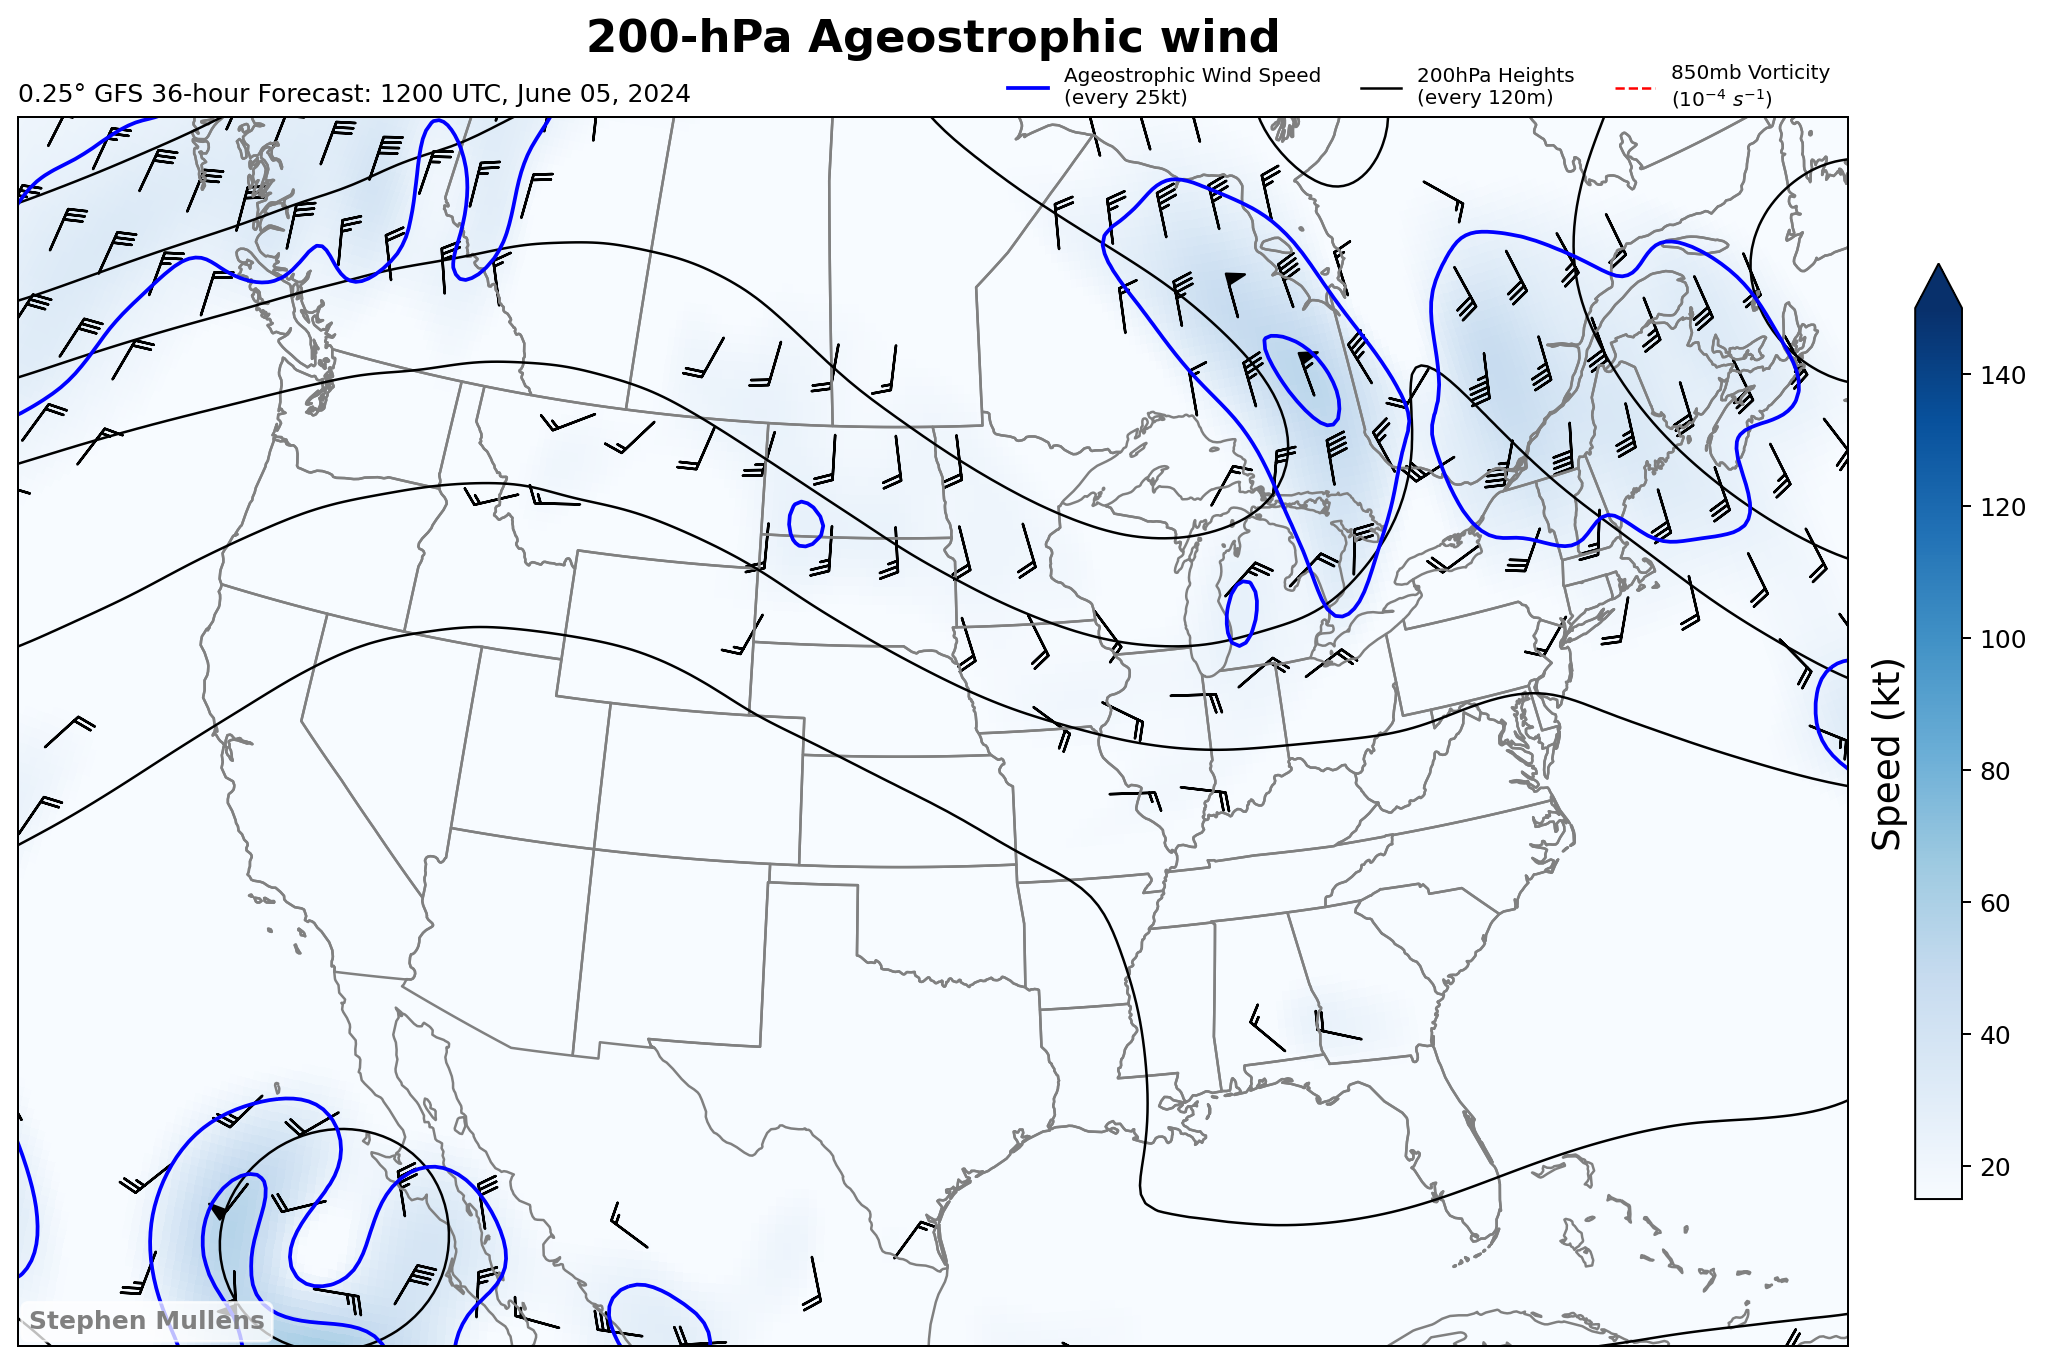 200-hPa Ageostrophic wind
0.25° GFS 36-hour Forecast: 1200 UTC, June 05, 2024
Ageostrophic Wind Speed
(every 25kt)
200hPa Heights
(every 120m)
850mb Vorticity
(10⁻⁴ s⁻¹)
140
120
100
80
60
40
20
Speed (kt)
Stephen Mullens